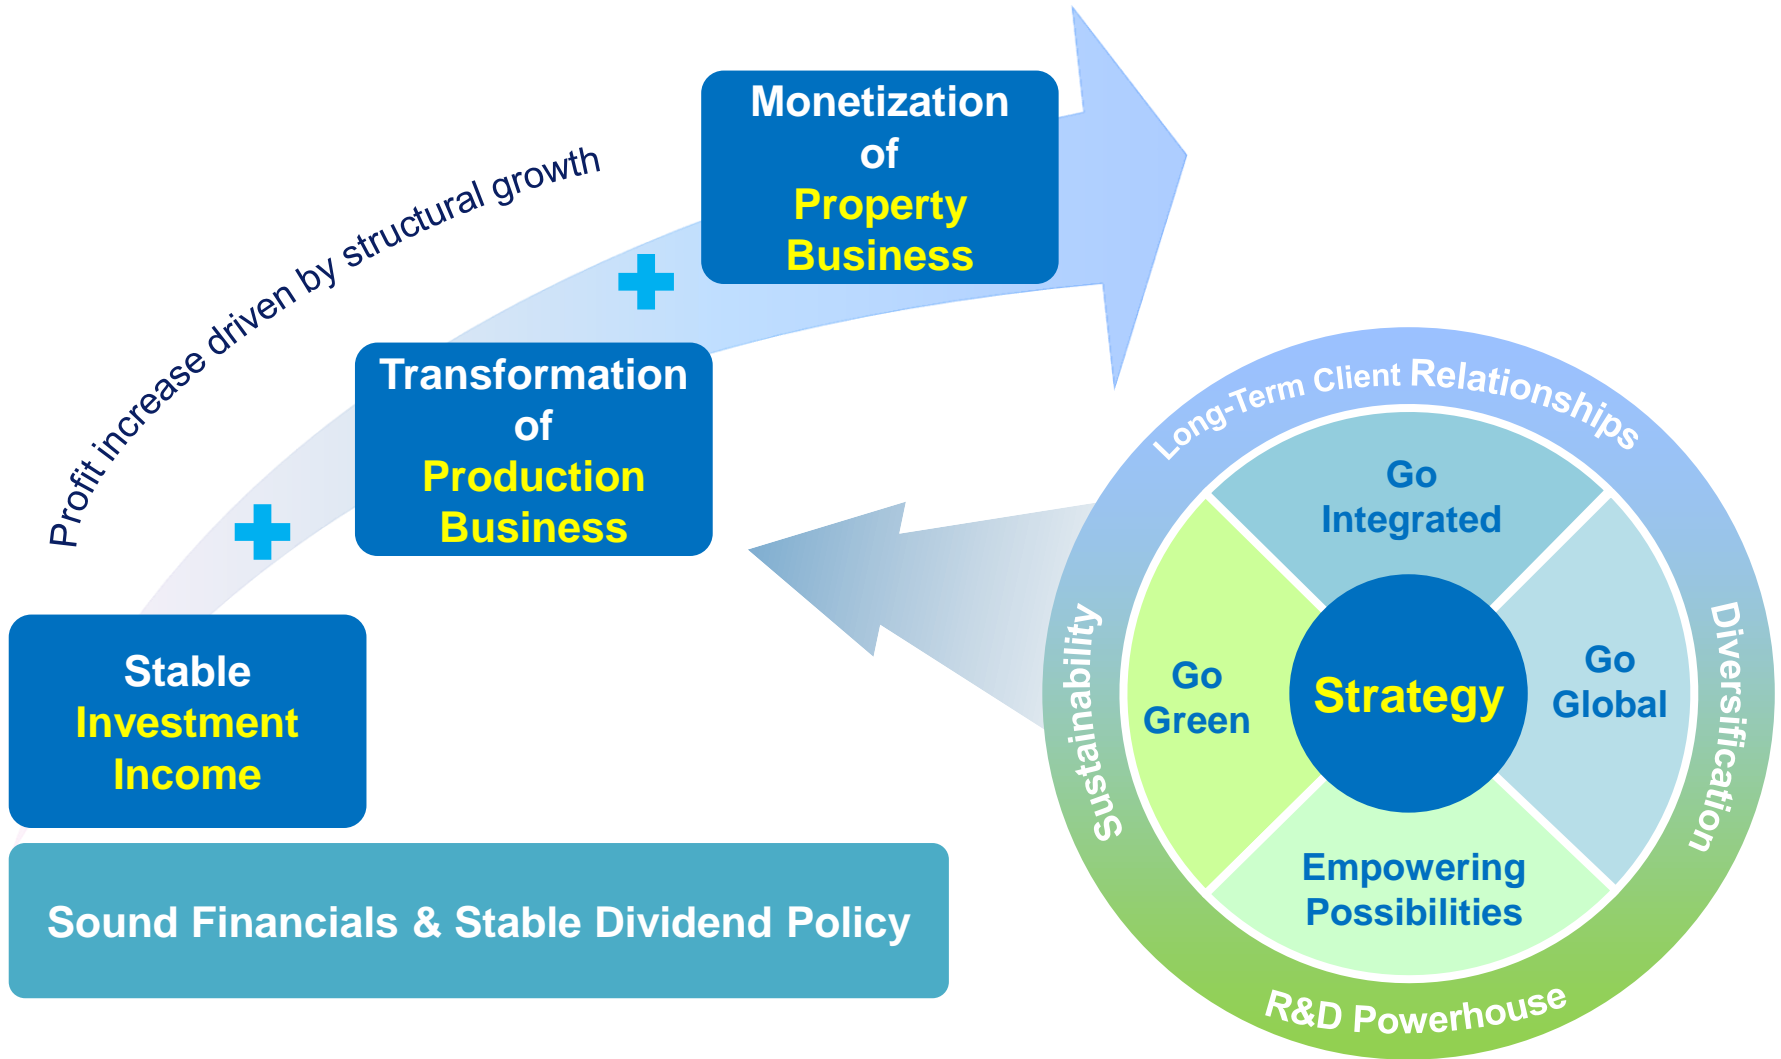 Monetization
of
Property
Business
Profit increase driven by structural growth
Transformation
of
Production
Business
Stable
Investment
Income
Sound Financials & Stable Dividend Policy
Long-Term Client Relationships
Go
Integrated
Sustainability
Go
Green
Strategy
Go
Global
Diversification
Empowering
Possibilities
R&D Powerhouse